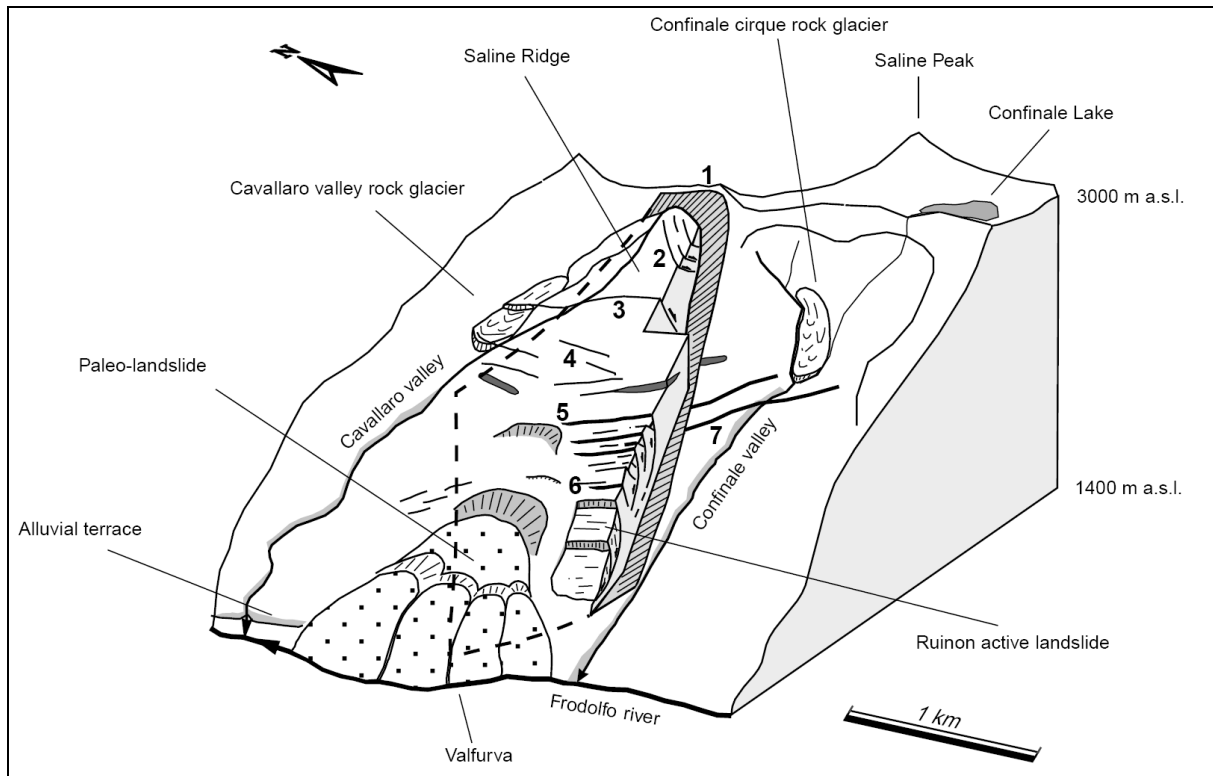 Confinale cirque rock glacier
N
Saline Ridge
Saline Peak
Confinale Lake
1
Cavallaro valley rock glacier
3000 m a.s.l.
2
3
Paleo-landslide
4
Cavallaro valley
5
7
Confinale valley
6
1400 m a.s.l.
Alluvial terrace
Ruinon active landslide
Frodolfo river
1 km
Valfurva